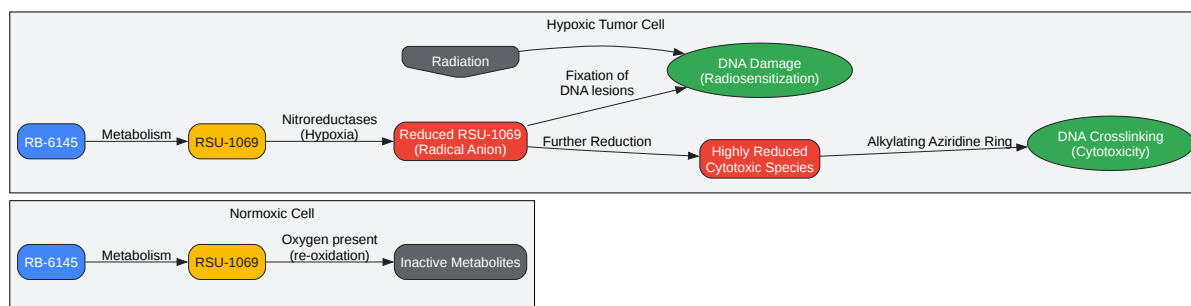 Hypoxic Tumor Cell
Radiation
DNA Damage
(Radiosensitization)
Fixation of
DNA lesions
RB-6145
Metabolism
RSU-1069
Nitroreductases
(Hypoxia)
Reduced RSU-1069
(Radical Anion)
Further Reduction
Highly Reduced
Cytotoxic Species
Alkylating Aziridine Ring
DNA Crosslinking
(Cytotoxicity)
Normoxic Cell
RB-6145
Metabolism
RSU-1069
Oxygen present
(re-oxidation)
Inactive Metabolites